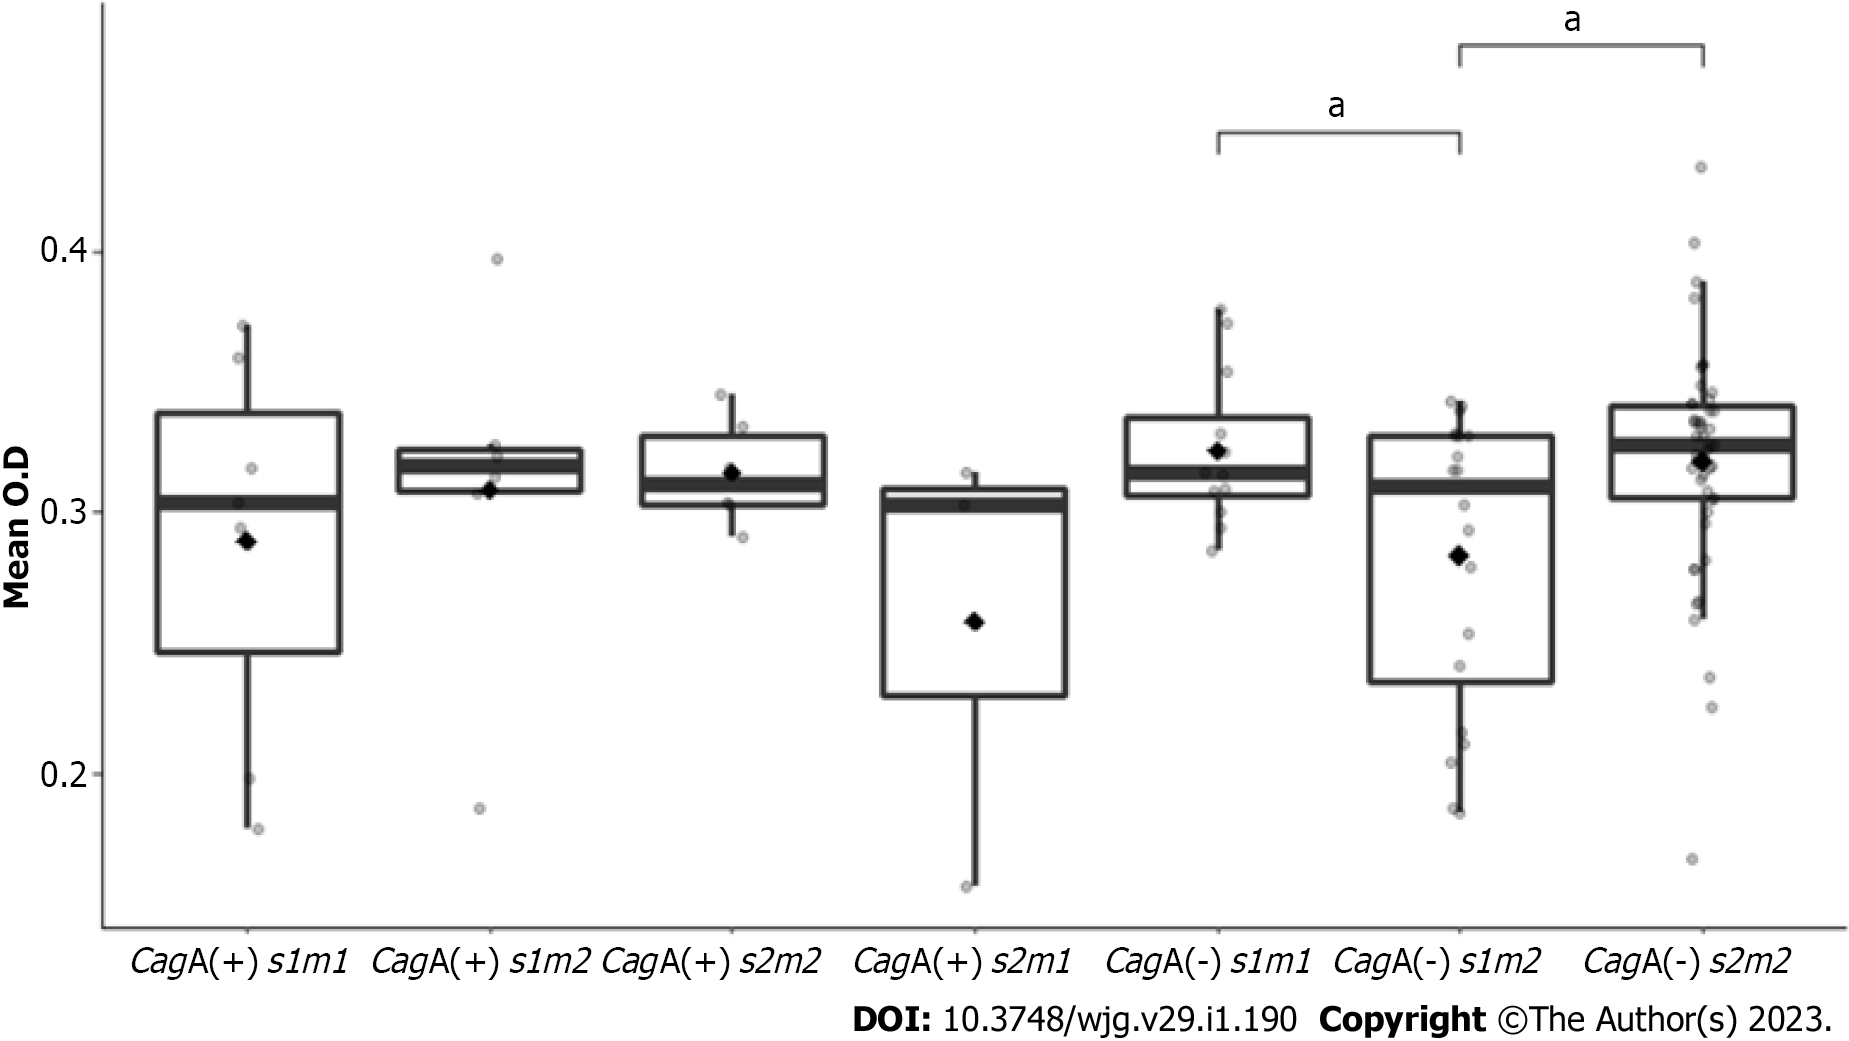 a
a
0.4
0.3
0.2
Mean O.D
CagA(+) s1m1 CagA(+) s1m2 CagA(+) s2m2 CagA(+) s2m1 CagA(-) s1m1 CagA(-) s1m2 CagA(-) s2m2
DOI: 10.3748/wjg.v29.i1.190 Copyright ©The Author(s) 2023.